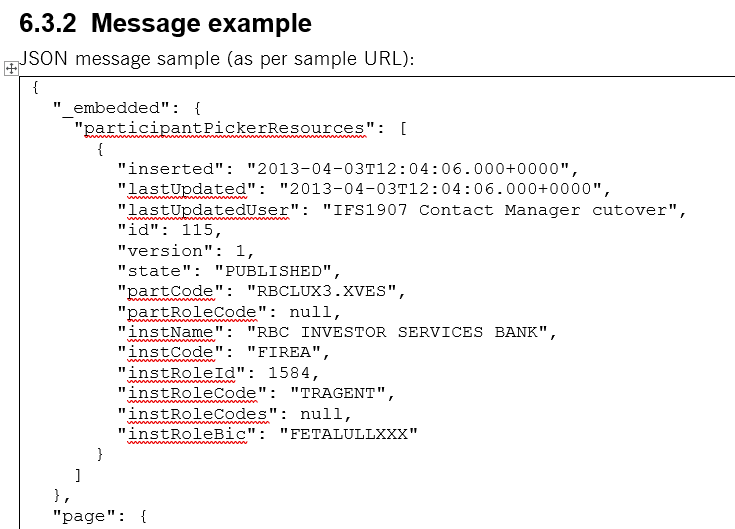 6.3.2 Message example
JSON message sample (as per sample URL):
{
"_embedded": {
"participantPickerResources": [
{
"inserted": "2013-04-03T12:04:06.000+0000",
"lastUpdated": "2013-04-03T12:04:06.000+0000",
"lastUpdatedUser": "IFS1907 Contact Manager cutover",
"id": 115,
"version": 1,
"state": "PUBLISHED",
"partCode": "RBCLUX3.XVES",
"partRoleCode": null,
"instName": "RBC INVESTOR SERVICES BANK",
"instCode": "FIREA",
"instRoleId": 1584,
"instRoleCode": "TRAGENT",
"instRoleCodes": null,
"instRoleBic": "FETALULLXXX"
}
]
},
"page": {